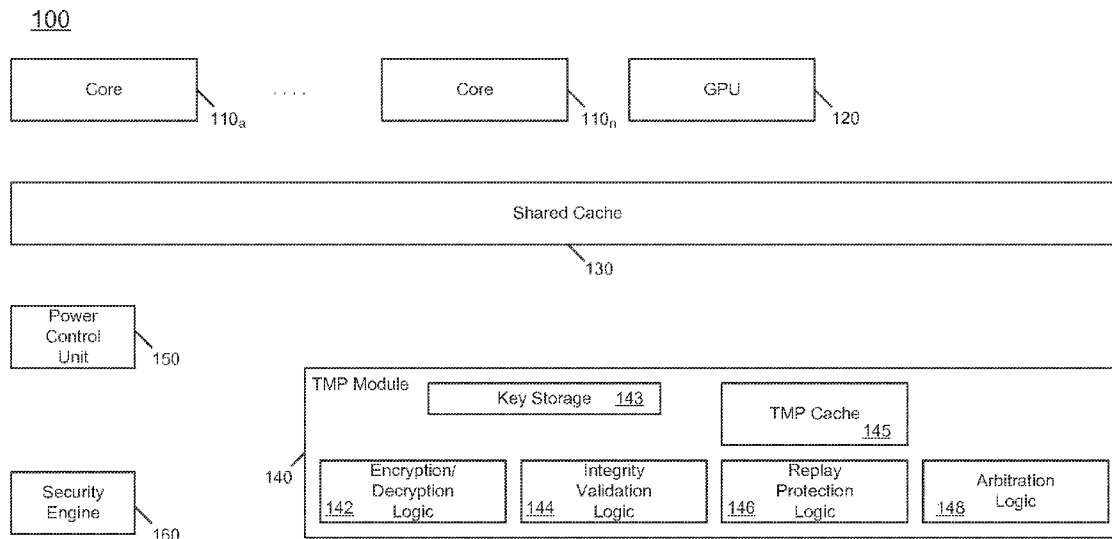 100
Core
110a
....
Core
110n
GPU
120
Shared Cache
130
Power
Control
Unit
150
TMP Module
Key Storage 143
TMP Cache
145
140
Encryption/
Decryption
142 Logic
Integrity
Validation
144 Logic
Replay
Protection
146 Logic
Arbitration
148 Logic
Security
Engine
160